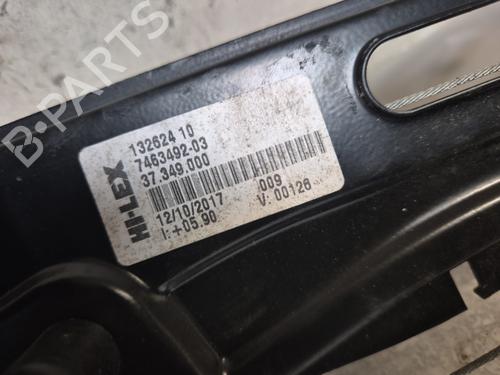 B-PARTS
HI-LEX
132624 10
7463492-03
37.349.000
12/10/2017 009
I: +05.90 V: 00126